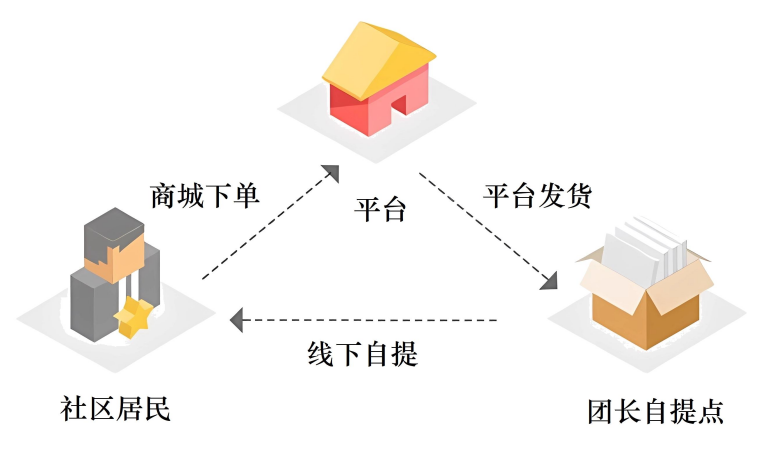 商城下单
平台
平台发货
线下自提
社区居民
团长自提点